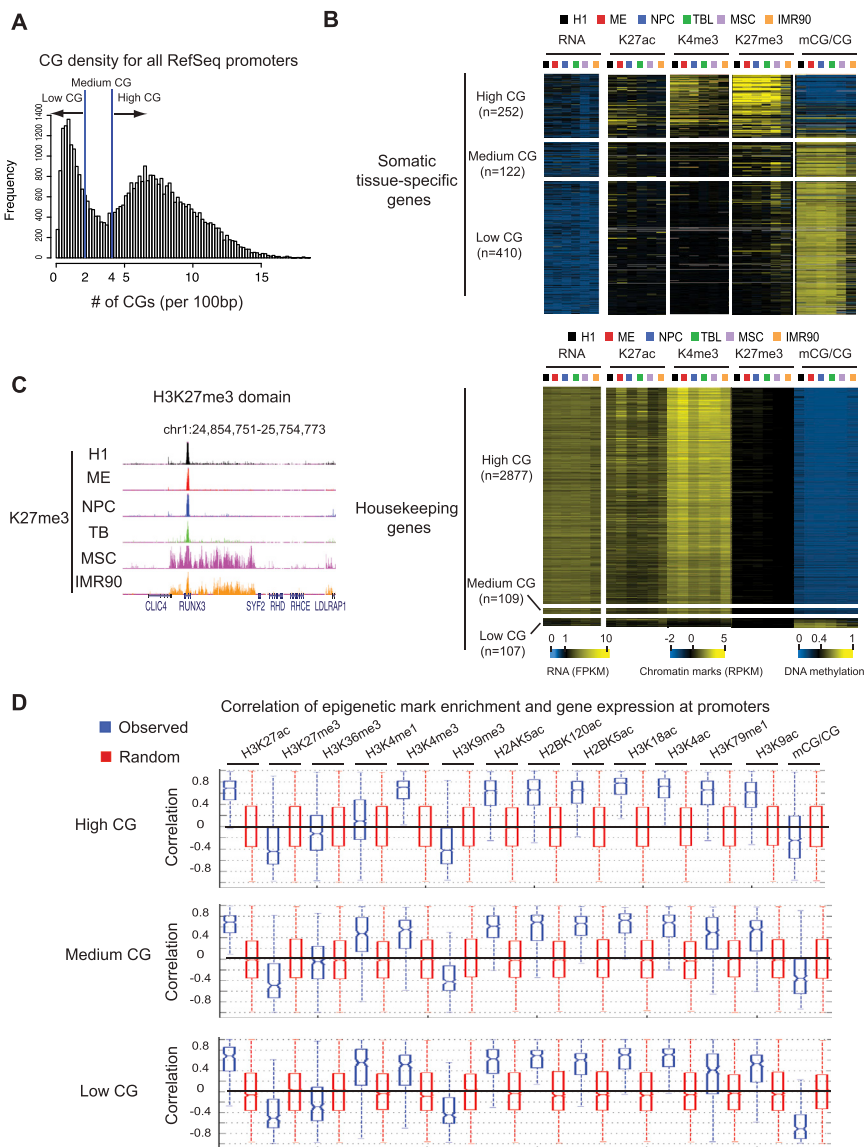 A
CG density for all RefSeq promoters
Medium CG
Low CG
High CG
Frequency
0 200 400 600 800 1000 1200 1400
0 2 4 5 10 15
# of CGs (per 100bp)
B
H1 ME NPC TBL MSC IMR90
RNA K27ac K4me3 K27me3 mCG/CG
Somatic
tissue-specific
genes
High CG
(n=252)
Medium CG
(n=122)
Low CG
(n=410)
H1 ME NPC TBL MSC IMR90
RNA K27ac K4me3 K27me3 mCG/CG
Housekeeping
genes
High CG
(n=2877)
Medium CG
(n=109)
Low CG
(n=107)
0 1 10
RNA (FPKM)
-2 0 5
Chromatin marks (RPKM)
0 0.4 1
DNA methylation
C
H3K27me3 domain
chr1:24,854,751-25,754,773
K27me3
H1
ME
NPC
TB
MSC
IMR90
CLIC4 RUNX3 SYF2 RHD RHCE LDLRAP1
D
Correlation of epigenetic mark enrichment and gene expression at promoters
Observed
Random
H3K27ac H3K27me3 H3K36me3 H3K4me1 H3K4me3 H3K9me3 H2AK5ac H2BK120ac H2BK5ac H3K18ac H3K4ac H3K79me1 H3K9ac mCG/CG
High CG
Correlation
0.8
0.4
0
-0.4
-0.8
Medium CG
Correlation
0.8
0.4
0
-0.4
-0.8
Low CG
Correlation
0.8
0.4
0
-0.4
-0.8